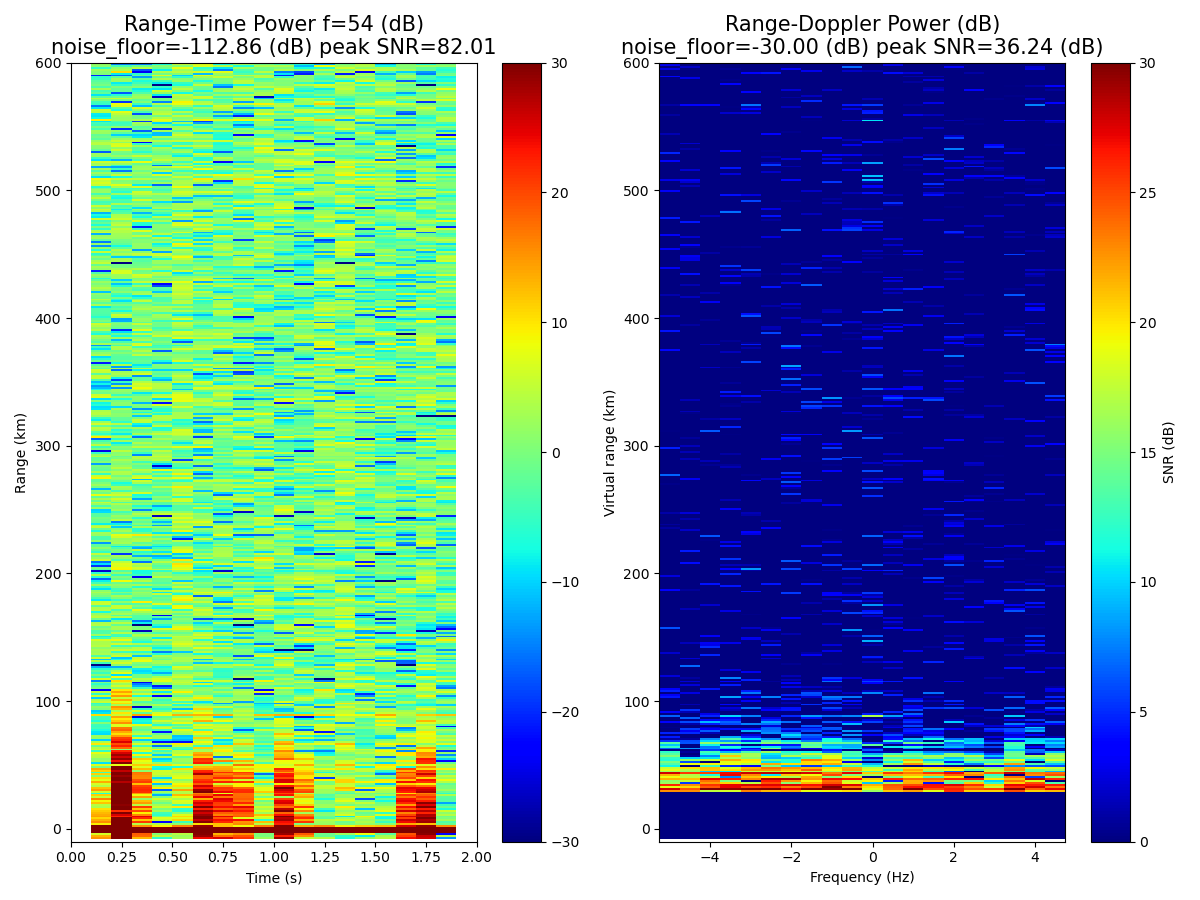 Range-Time Power f=54 (dB)
noise_floor=-112.86 (dB) peak SNR=82.01
Range-Doppler Power (dB)
noise_floor=-30.00 (dB) peak SNR=36.24 (dB)
600
500
400
300
200
100
0
Range (km)
0.00 0.25 0.50 0.75 1.00 1.25 1.50 1.75 2.00
Time (s)
30
20
10
0
−10
−20
−30
600
500
400
300
200
100
0
Virtual range (km)
−4 −2 0 2 4
Frequency (Hz)
30
25
20
15
10
5
0
SNR (dB)